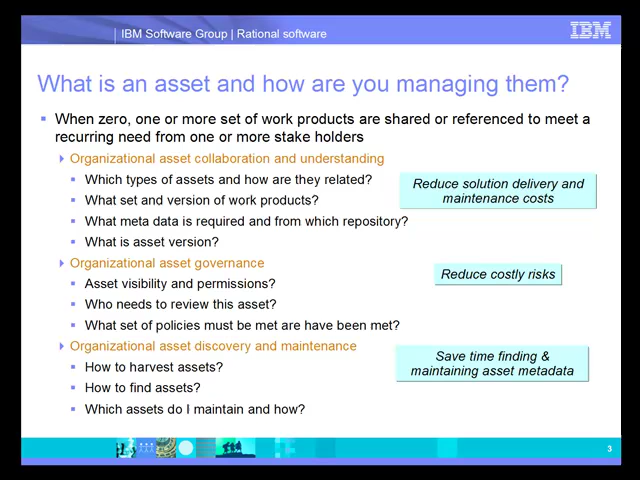 IBM Software Group | Rational software
IBM
What is an asset and how are you managing them?
When zero, one or more set of work products are shared or referenced to meet a
recurring need from one or more stake holders
Organizational asset collaboration and understanding
Which types of assets and how are they related?
What set and version of work products?
What meta data is required and from which repository?
What is asset version?
Reduce solution delivery and
maintenance costs
Organizational asset governance
Asset visibility and permissions?
Who needs to review this asset?
What set of policies must be met are have been met?
Reduce costly risks
Organizational asset discovery and maintenance
How to harvest assets?
How to find assets?
Which assets do I maintain and how?
Save time finding &
maintaining asset metadata
3